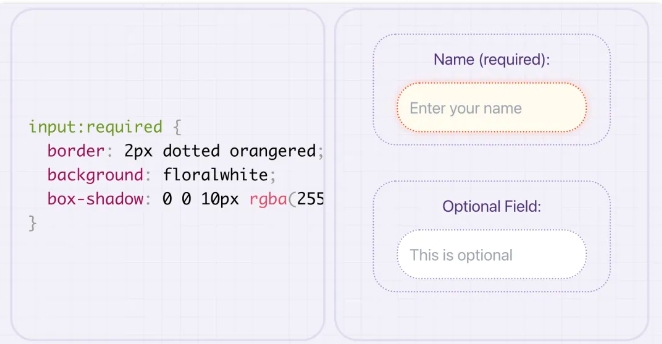 input:required {
border: 2px dotted orangered;
background: floralwhite;
box-shadow: 0 0 10px rgba(255
}
Name (required):
Enter your name
Optional Field:
This is optional